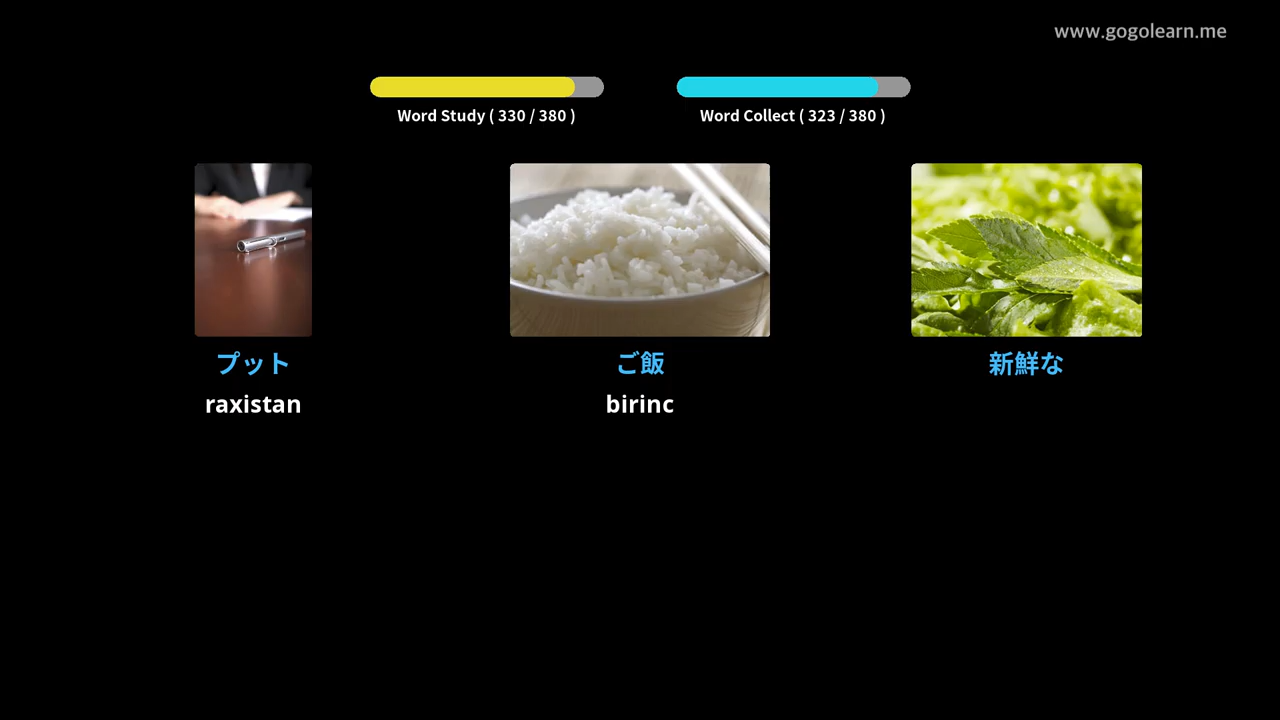 www.gogolearn.me
Word Study ( 330 / 380 )
Word Collect ( 323 / 380 )
プット
ご飯
新鮮な
raxistan
birinc